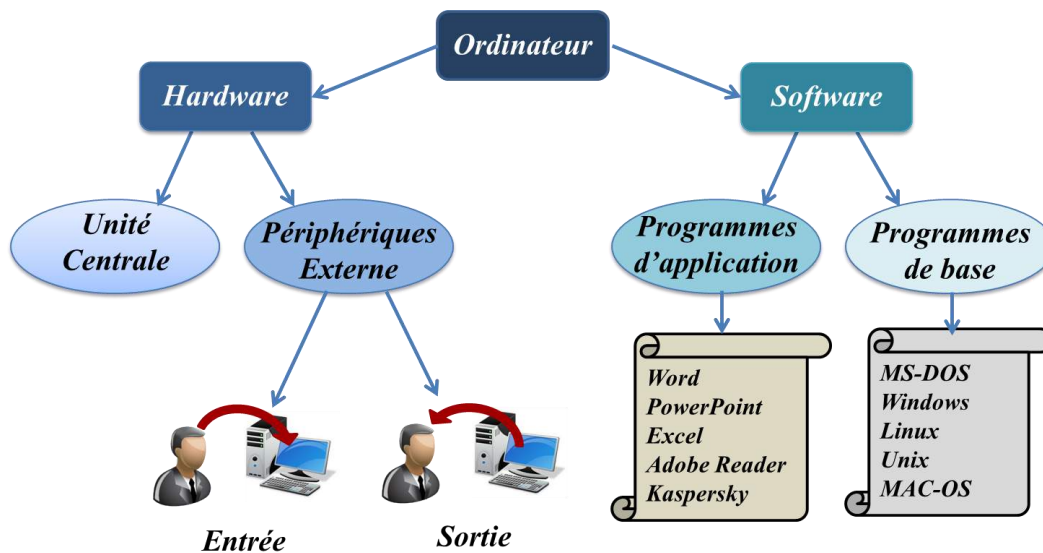 Ordinateur
Hardware
Software
Unité
Centrale
Périphériques
Externe
Programmes
d’application
Programmes
de base
Word
PowerPoint
Excel
Adobe Reader
Kaspersky
MS-DOS
Windows
Linux
Unix
MAC-OS
Entrée
Sortie